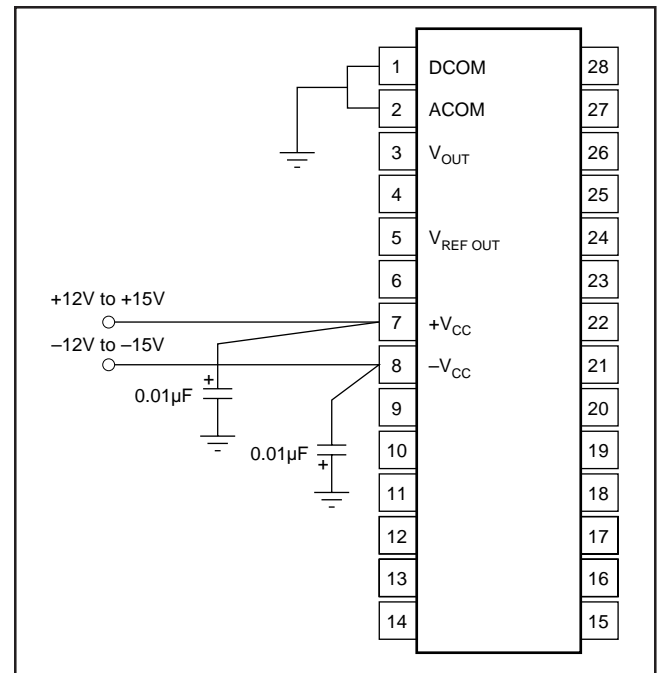 1 DCOM 28
2 ACOM 27
3 VOUT 26
4 25
5 VREF OUT 24
6 23
+12V to +15V
7 +VCC 22
–12V to –15V
8 –VCC 21
+
0.01µF
9 20
0.01µF
+
10 19
11 18
12 17
13 16
14 15